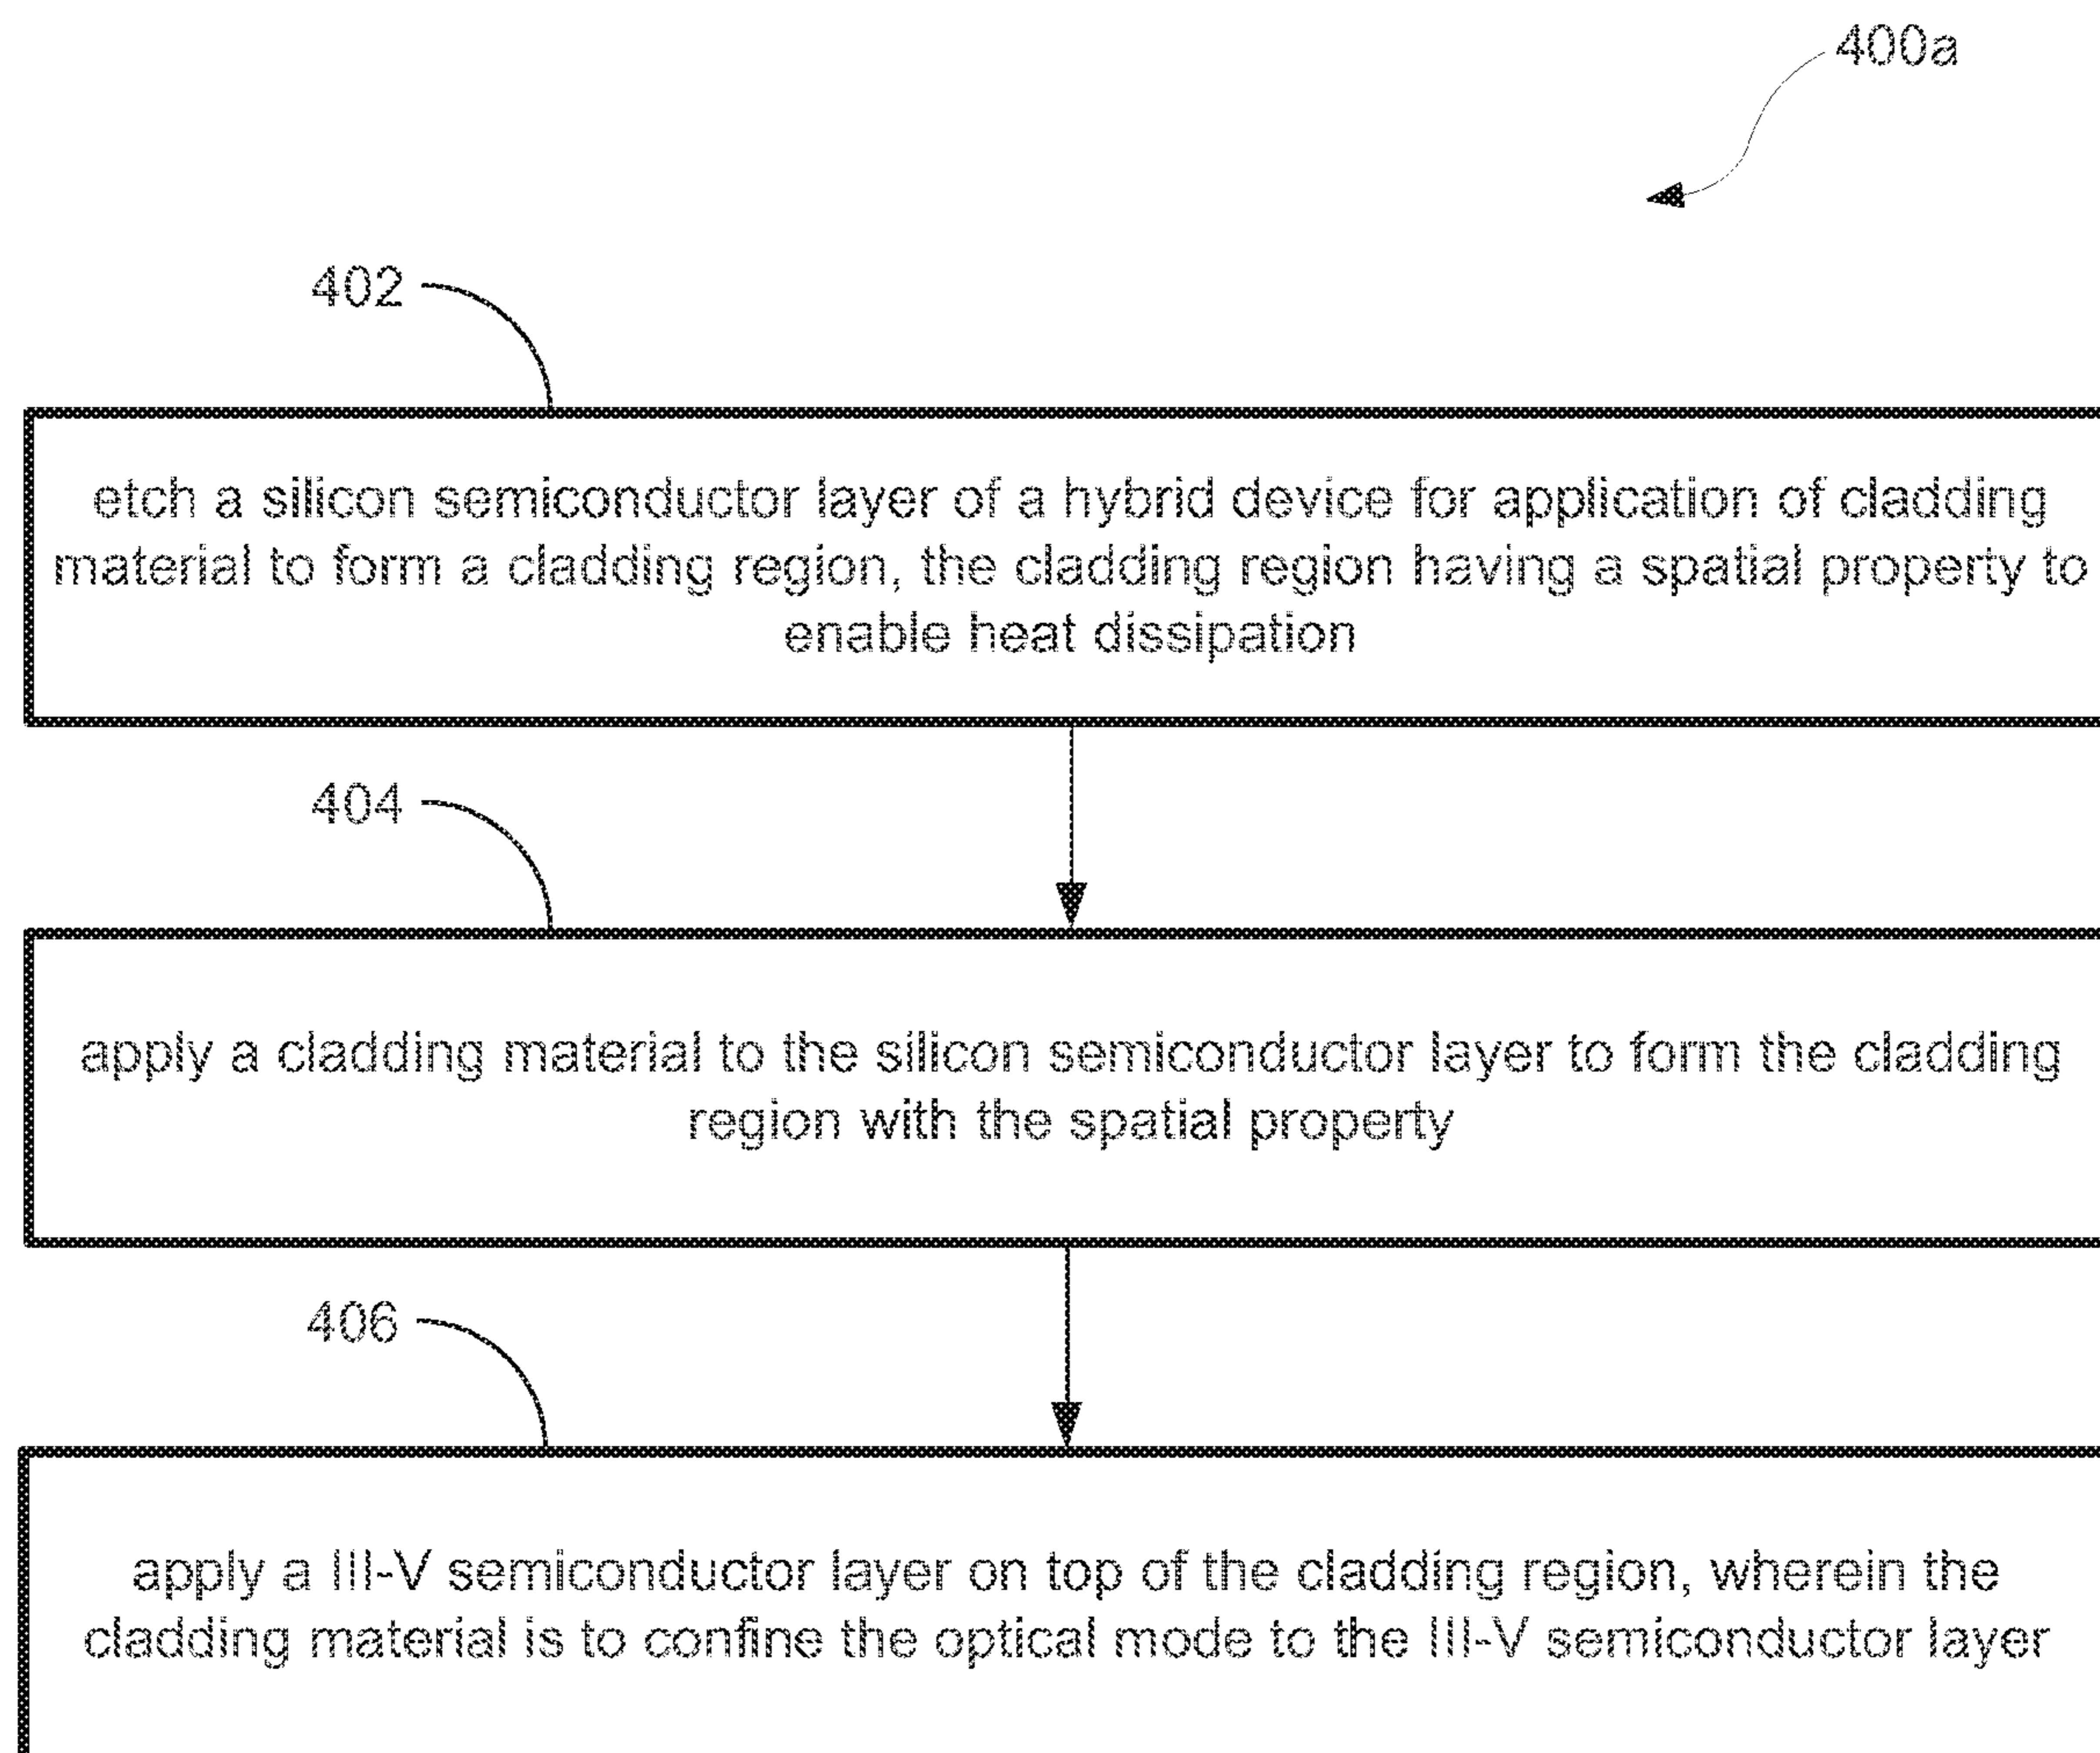 400a
402
etch a silicon semiconductor layer of a hybrid device for application of cladding
material to form a cladding region, the cladding region having a spatial property to
enable heat dissipation
404
apply a cladding material to the silicon semiconductor layer to form the cladding
region with the spatial property
406
apply a III-V semiconductor layer on top of the cladding region, wherein the
cladding material is to confine the optical mode to the III-V semiconductor layer